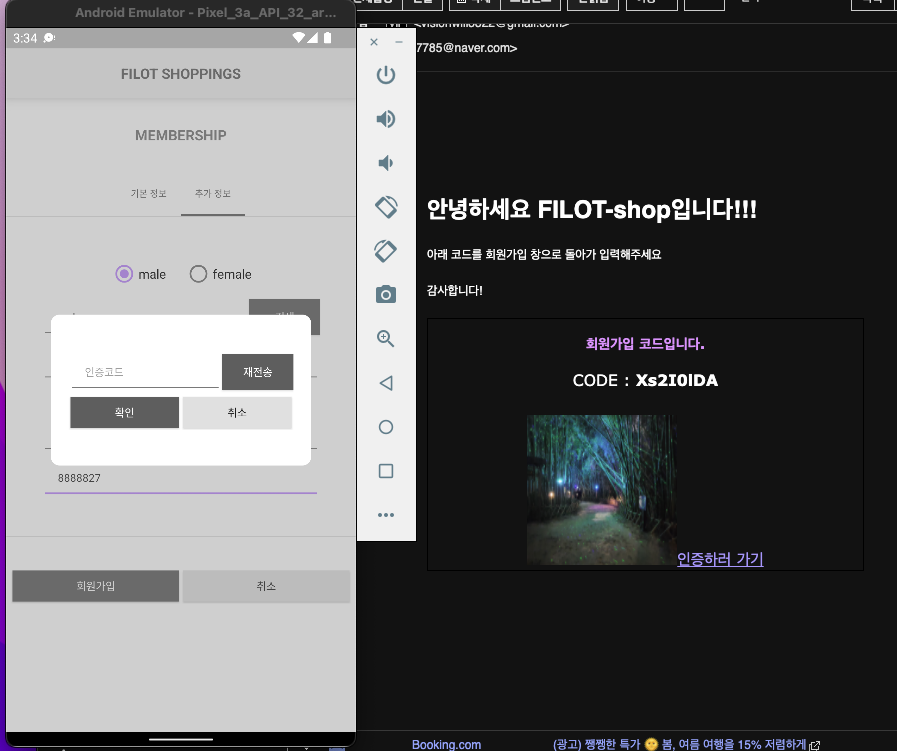 Android Emulator - Pixel_3a_API_32_ar...
3:34
FILOT SHOPPINGS
MEMBERSHIP
기본 정보
추가 정보
male
female
인증코드
재전송
확인
취소
8888827
회원가입
취소
7785@naver.com>
안녕하세요 FILOT-shop입니다!!!
아래 코드를 회원가입 창으로 돌아가 입력해주세요
감사합니다!
회원가입 코드입니다.
CODE : Xs2I0lDA
인증하러 가기
Booking.com
(광고) 쨍쨍한 특가 🌞 봄, 여름 여행을 15% 저렴하게